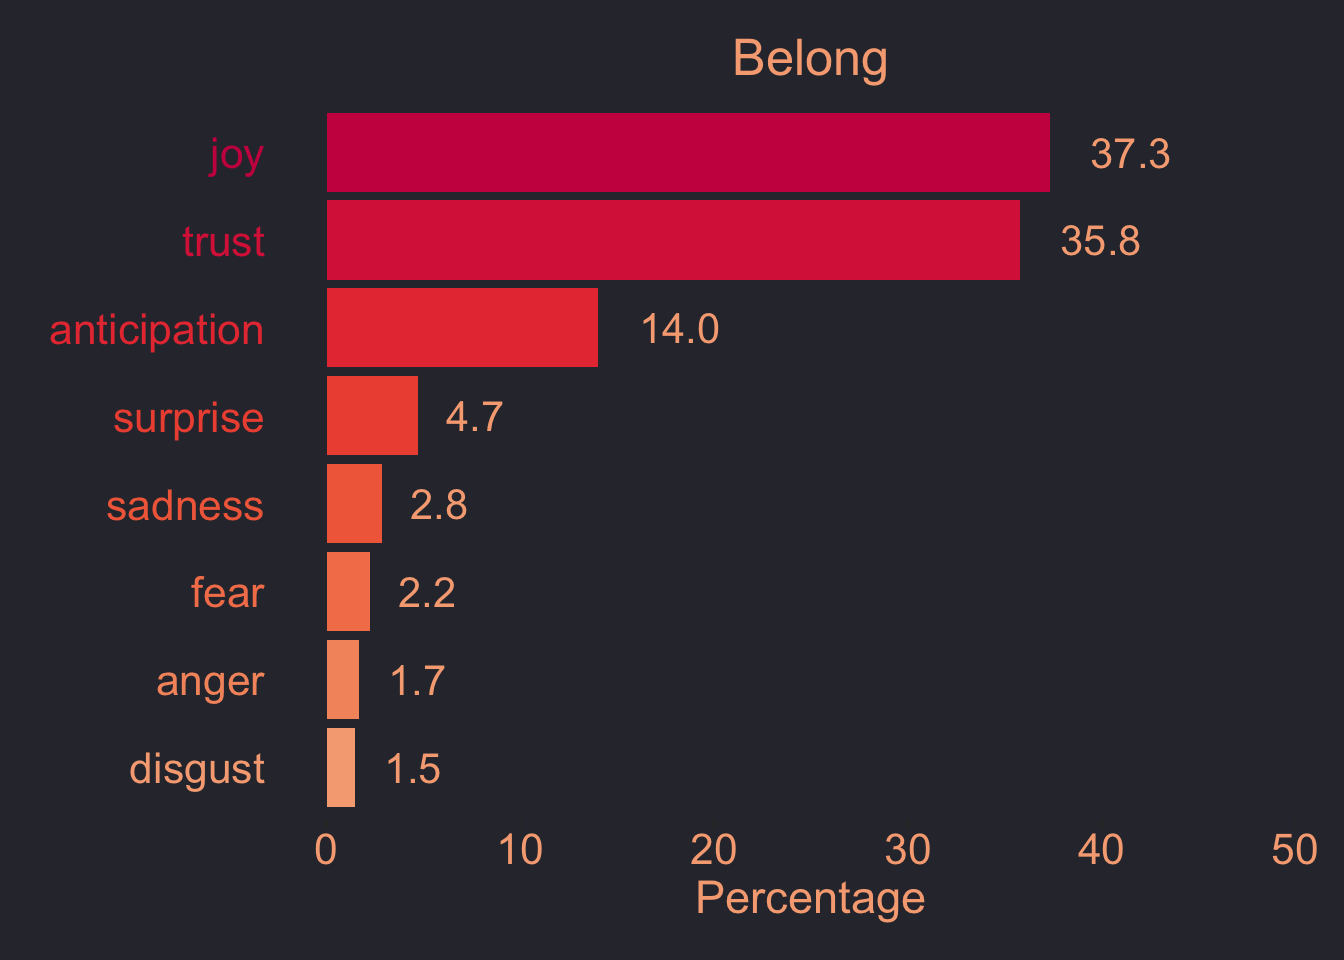 Belong
joy 37.3
trust 35.8
anticipation 14.0
surprise 4.7
sadness 2.8
fear 2.2
anger 1.7
disgust 1.5
0 10 20 30 40 50
Percentage